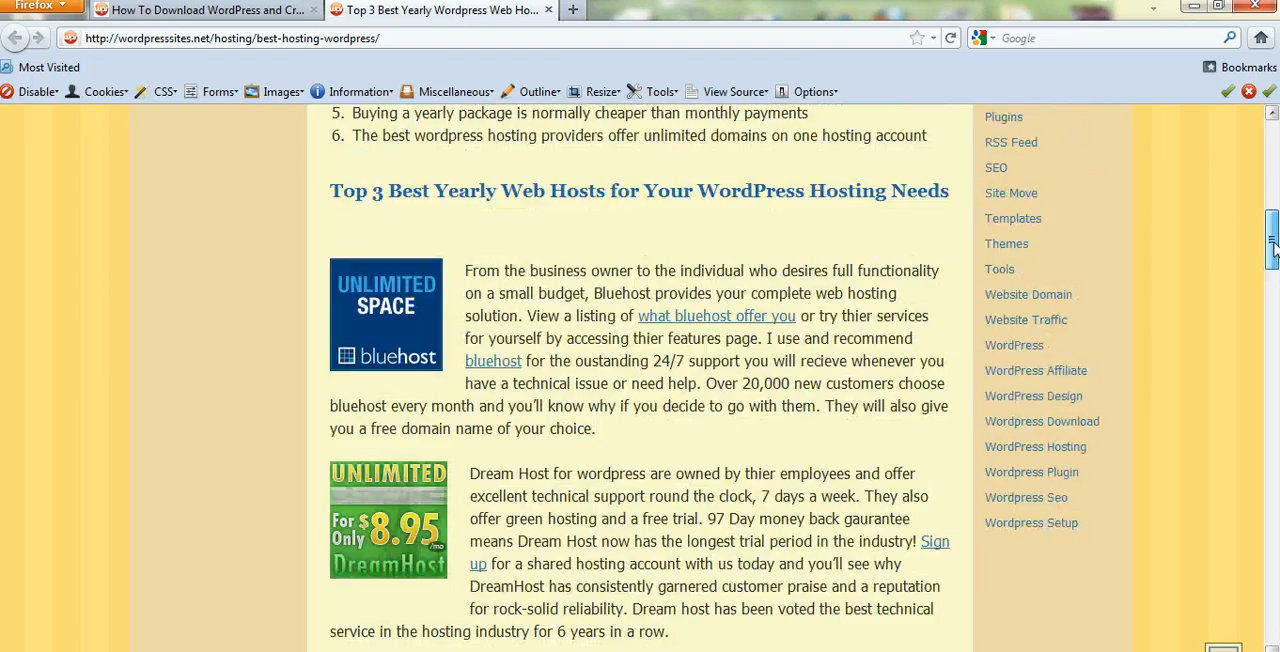 Firefox
How To Download WordPress and Cr...
Top 3 Best Yearly Wordpress Web Ho...
http://wordpresssites.net/hosting/best-hosting-wordpress/
Google
Most Visited
Bookmarks
Disable
Cookies
CSS
Forms
Images
Information
Miscellaneous
Outline
Resize
Tools
View Source
Options
5. Buying a yearly package is normally cheaper than monthly payments
6. The best wordpress hosting providers offer unlimited domains on one hosting account
Top 3 Best Yearly Web Hosts for Your WordPress Hosting Needs
UNLIMITED
SPACE
bluehost
From the business owner to the individual who desires full functionality
on a small budget, Bluehost provides your complete web hosting
solution. View a listing of what bluehost offer you or try thier services
for yourself by accessing thier features page. I use and recommend
bluehost for the oustanding 24/7 support you will recieve whenever you
have a technical issue or need help. Over 20,000 new customers choose
bluehost every month and you'll know why if you decide to go with them. They will also give
you a free domain name of your choice.
UNLIMITED
For $8.95
Only /mo
DreamHost
Dream Host for wordpress are owned by thier employees and offer
excellent technical support round the clock, 7 days a week. They also
offer green hosting and a free trial. 97 Day money back gaurantee
means Dream Host now has the longest trial period in the industry! Sign
up for a shared hosting account with us today and you'll see why
DreamHost has consistently garnered customer praise and a reputation
for rock-solid reliability. Dream host has been voted the best technical
service in the hosting industry for 6 years in a row.
Plugins
RSS Feed
SEO
Site Move
Templates
Themes
Tools
Website Domain
Website Traffic
WordPress
WordPress Affiliate
WordPress Design
Wordpress Download
WordPress Hosting
Wordpress Plugin
Wordpress Seo
Wordpress Setup